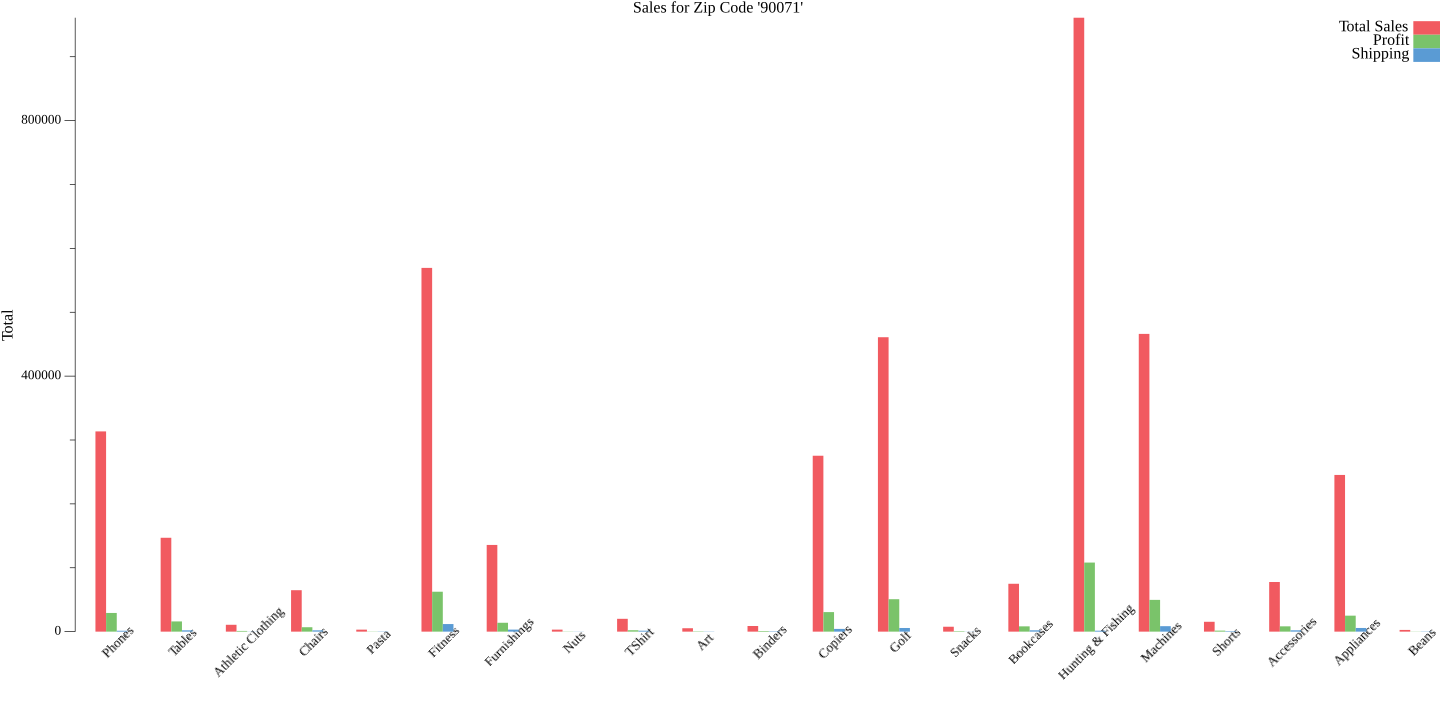 Sales for Zip Code '90071'
Total Sales
Profit
Shipping
800000
400000
0
Total
Phones
Tables
Athletic Clothing
Chairs
Pasta
Fitness
Furnishings
Nuts
TShirt
Art
Binders
Copiers
Golf
Snacks
Bookcases
Hunting & Fishing
Machines
Shorts
Accessories
Appliances
Beans